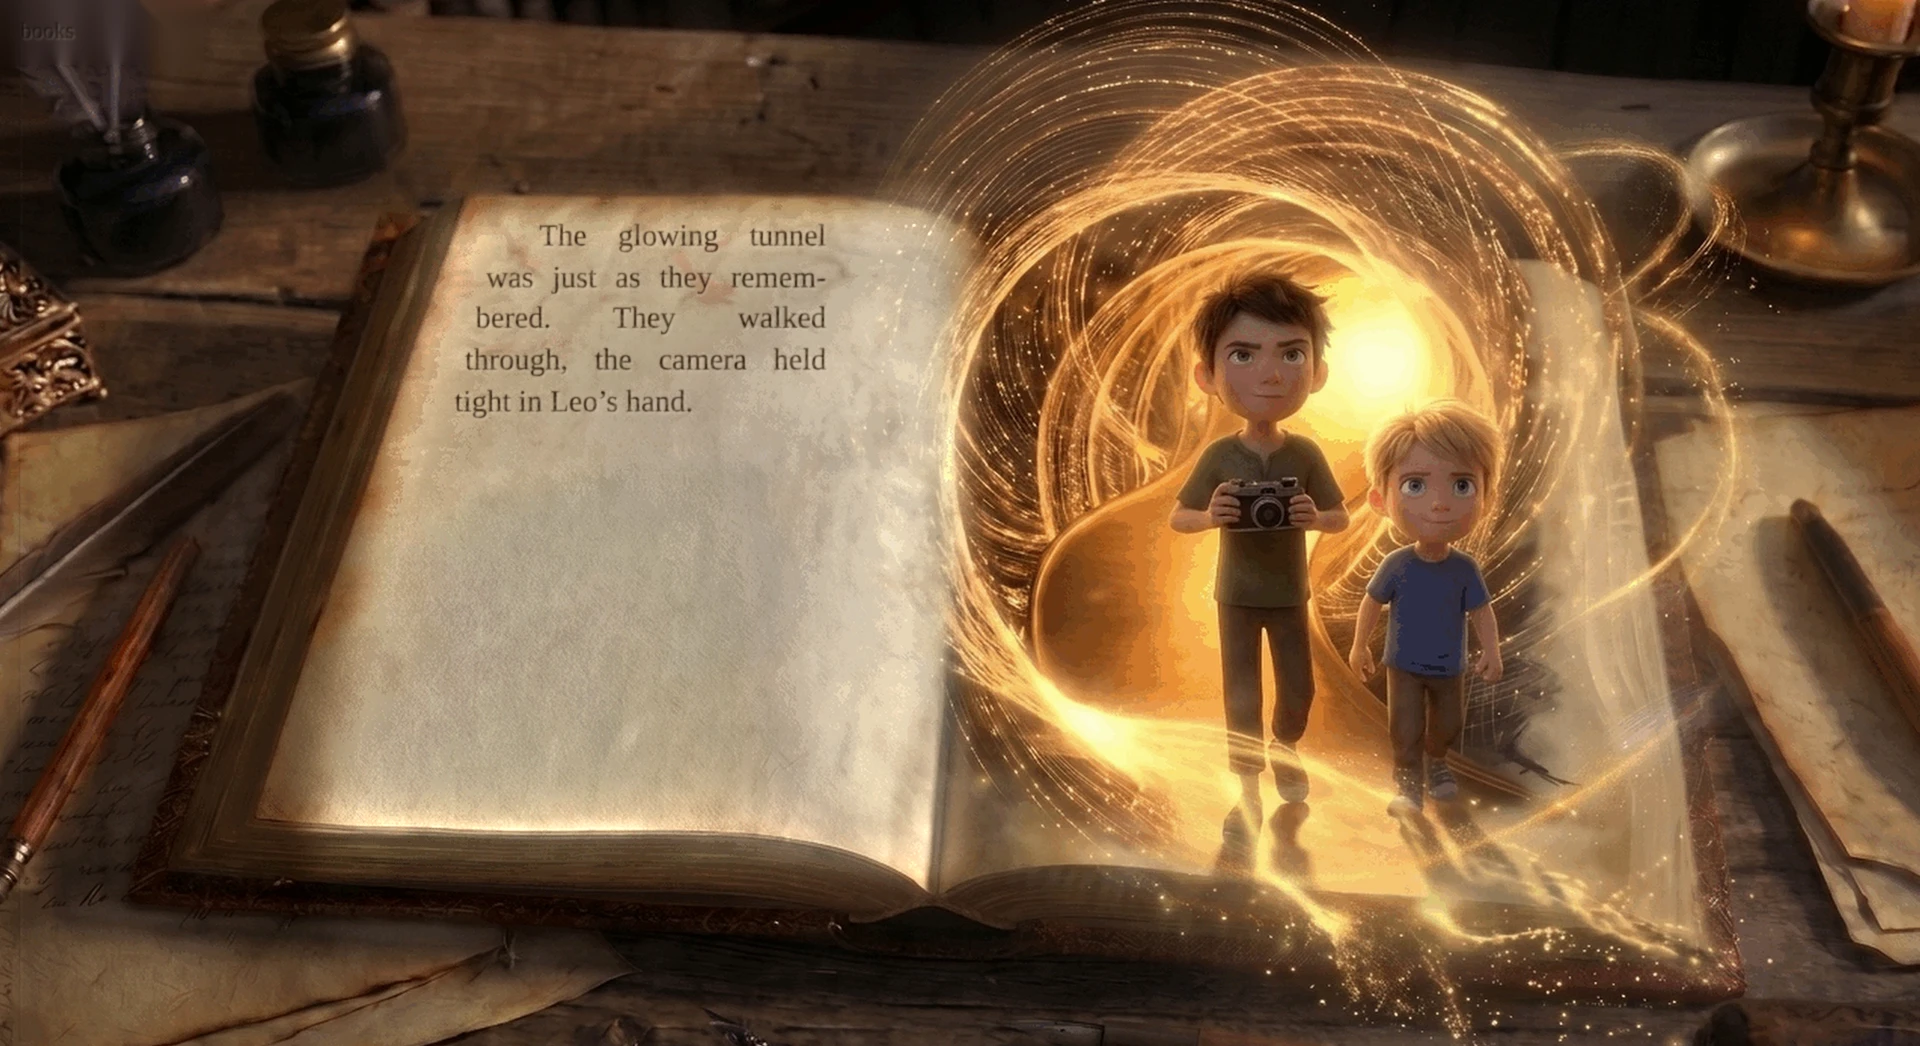 books
The glowing tunnel
was just as they remem-
bered. They walked
through, the camera held
tight in Leo’s hand.